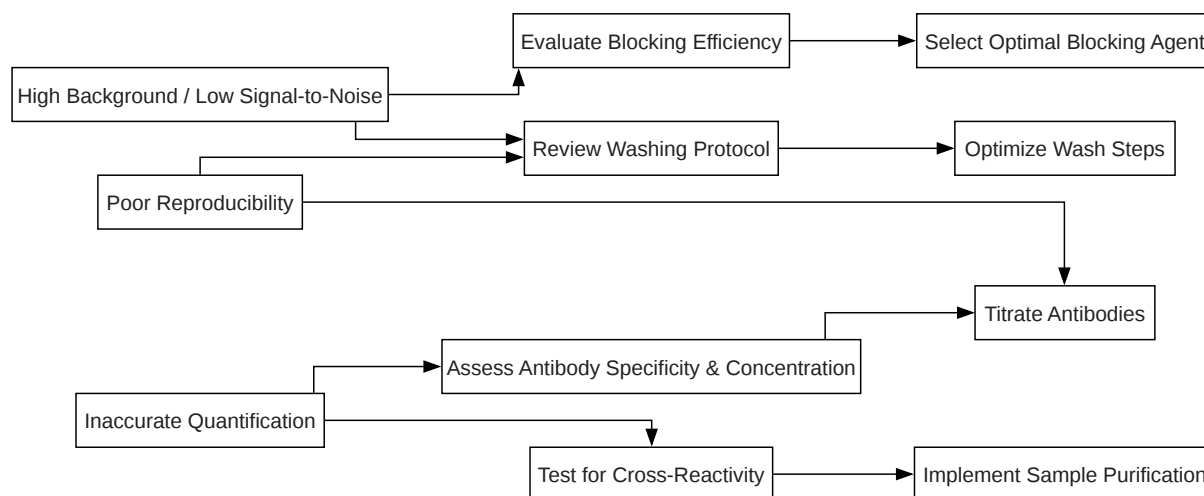 Evaluate Blocking Efficiency
Select Optimal Blocking Agent
High Background / Low Signal-to-Noise
Review Washing Protocol
Optimize Wash Steps
Poor Reproducibility
Titrate Antibodies
Assess Antibody Specificity & Concentration
Inaccurate Quantification
Test for Cross-Reactivity
Implement Sample Purification